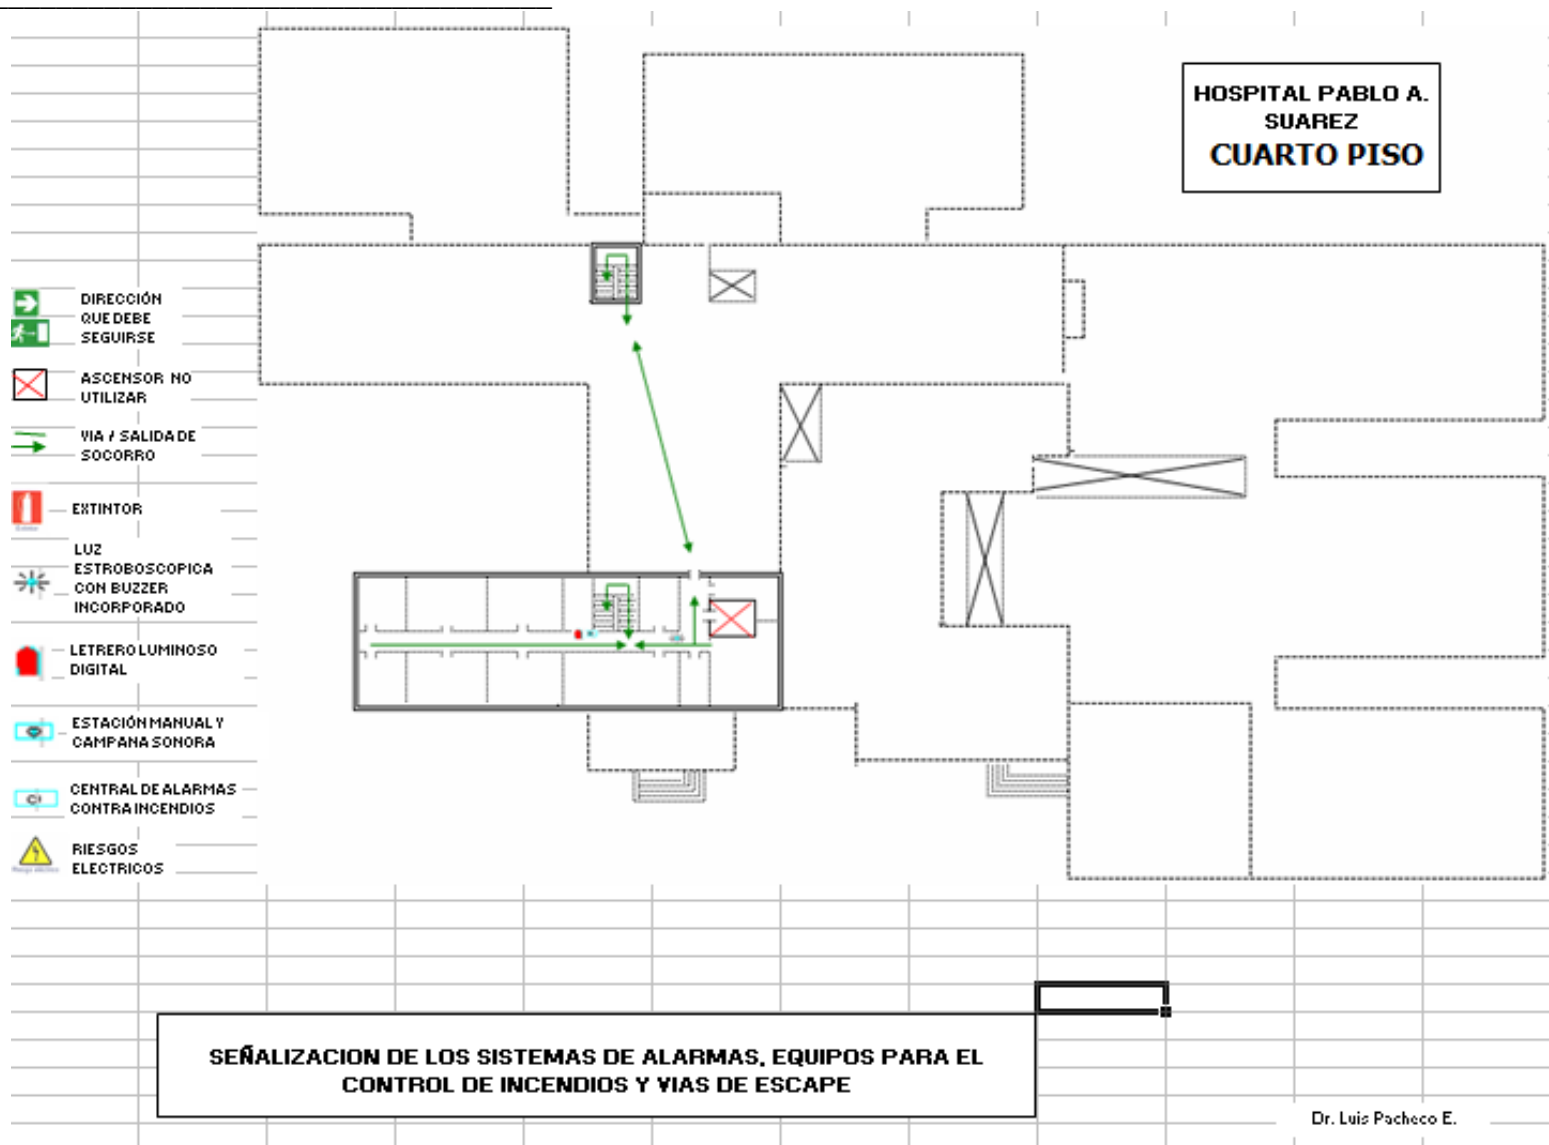 HOSPITAL PABLO A.
SUAREZ
CUARTO PISO
DIRECCIÓN
QUE DEBE
SEGUIRSE
ASCENSOR NO
UTILIZAR
VIA / SALIDA DE
SOCORRO
EXTINTOR
LUZ
ESTROBOSCOPICA
CON BUZZER
INCORPORADO
LETRERO LUMINOSO
DIGITAL
ESTACIÓN MANUAL Y
CAMPANA SONORA
CENTRAL DE ALARMAS
CONTRA INCENDIOS
CI
RIESGOS
ELECTRICOS
SEÑALIZACION DE LOS SISTEMAS DE ALARMAS, EQUIPOS PARA EL
CONTROL DE INCENDIOS Y VIAS DE ESCAPE
Dr. Luis Pacheco E.